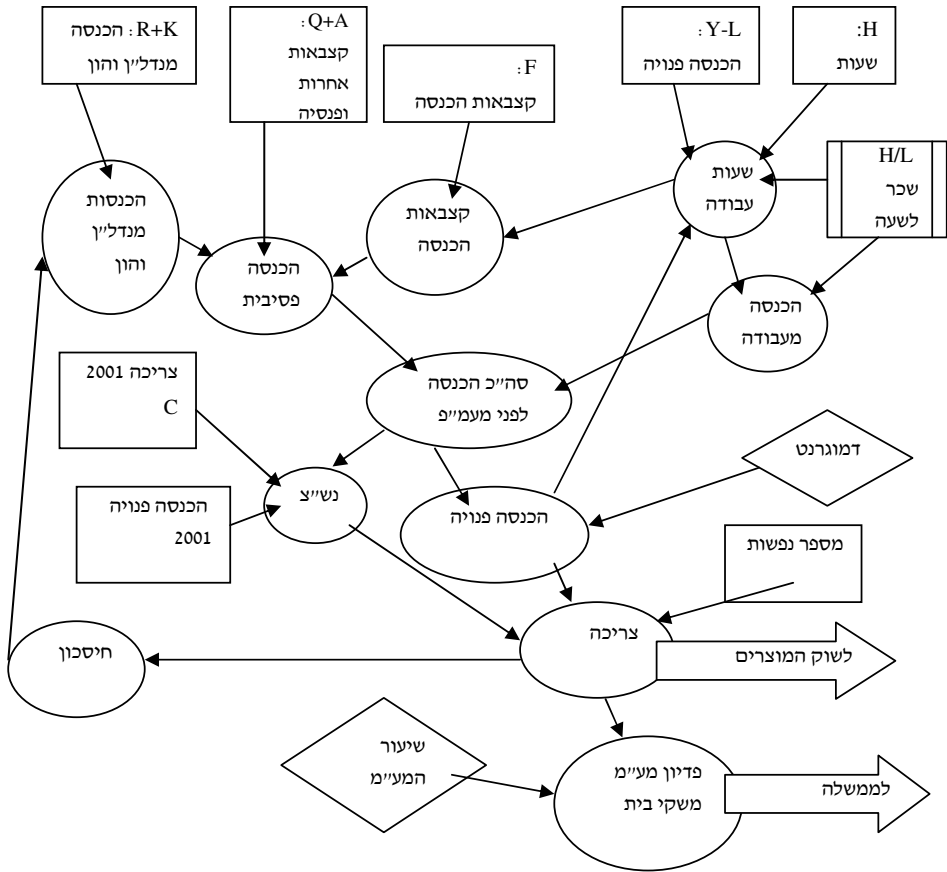 R+K: הכנסה
מנדל״ן והון
Q+A:
קצבאות
אחרות
ופנסיה
F:
קצבאות הכנסה
Y-L:
הכנסה פנויה
H:
שעות
H/L
שכר
לשעה
שעות
עבודה
קצבאות
הכנסה
הכנסות
מנדל״ן
והון
הכנסה
פסיבית
הכנסה
מעבודה
צריכה 2001
C
סה״כ הכנסה
לפני מעמ״פ
דמוגרנט
נש״צ
הכנסה פנויה
הכנסה פנויה
2001
מספר נפשות
צריכה
לשוק המוצרים
חיסכון
שיעור
המע״מ
פדיון מע״מ
משקי בית
לממשלה